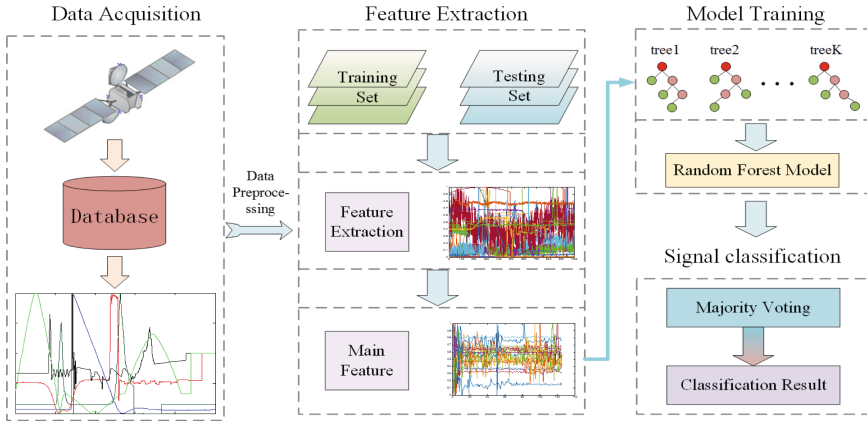 Data Acquisition
Database
Data
Preproce-
ssing
Feature Extraction
Training
Set
Testing
Set
Feature
Extraction
Main
Feature
Model Training
tree1
tree2
treeK
Random Forest Model
Signal classification
Majority Voting
Classification Result